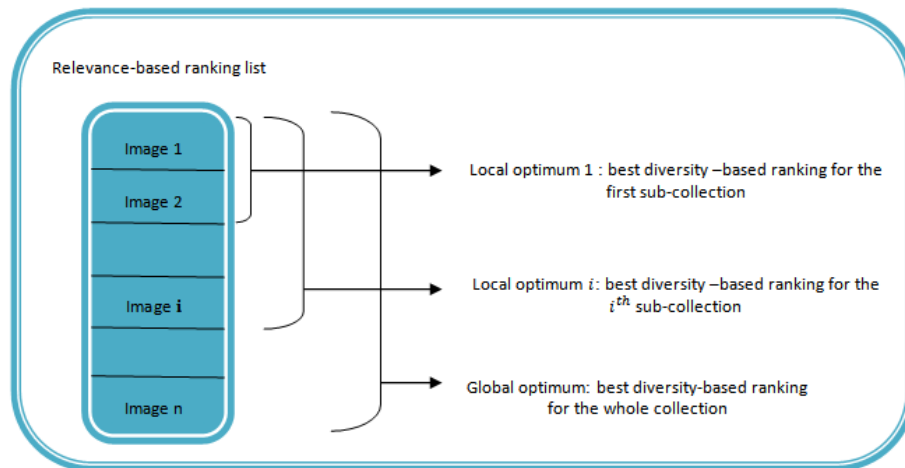 Relevance-based ranking list
Image 1
Image 2
Image i
Image n
Local optimum 1 : best diversity –based ranking for the
first sub-collection
Local optimum i: best diversity –based ranking for the
i^th sub-collection
Global optimum: best diversity-based ranking
for the whole collection